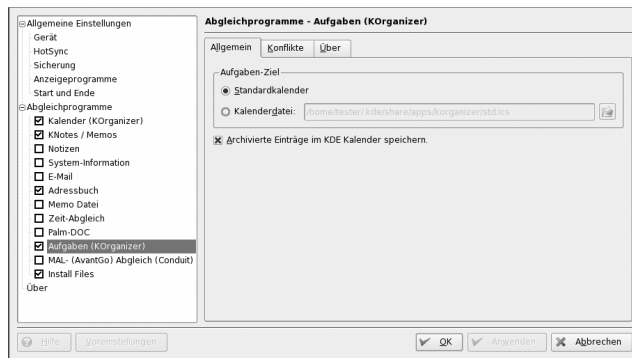 Allgemeine Einstellungen
Gerät
HotSync
Sicherung
Anzeigeprogramme
Start und Ende
Abgleichprogramme
Kalender (KOrganizer)
KNotes / Memos
Notizen
System-Information
E-Mail
Adressbuch
Memo Datei
Zeit-Abgleich
Palm-DOC
Aufgaben (KOrganizer)
MAL- (AvantGo) Abgleich (Conduit)
Install Files
Über
Abgleichprogramme - Aufgaben (KOrganizer)
Allgemein Konflikte Über
Aufgaben-Ziel
Standardkalender
Kalenderdatei: /home/tester/.kde/share/apps/korganizer/std.ics
Archivierte Einträge im KDE Kalender speichern.
Hilfe Voreinstellungen OK Anwenden Abbrechen